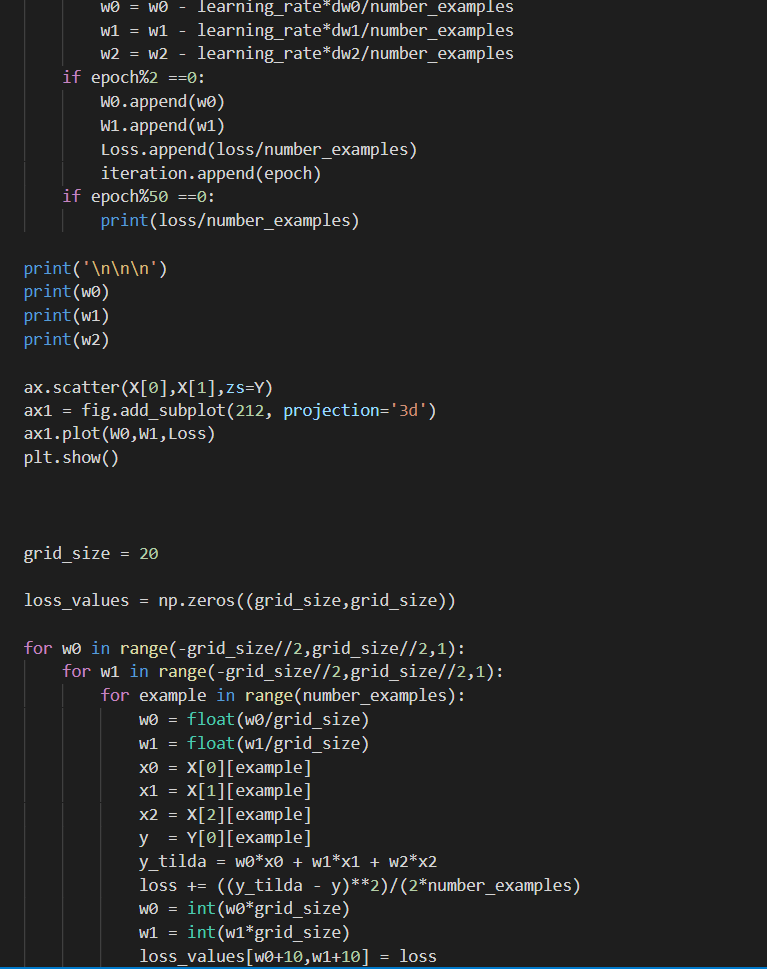 w0 = w0 - learning_rate*dw0/number_examples
w1 = w1 - learning_rate*dw1/number_examples
w2 = w2 - learning_rate*dw2/number_examples
if epoch%2 ==0:
W0.append(w0)
W1.append(w1)
Loss.append(loss/number_examples)
iteration.append(epoch)
if epoch%50 ==0:
print(loss/number_examples)
print('\n\n\n')
print(w0)
print(w1)
print(w2)
ax.scatter(X[0],X[1],zs=Y)
ax1 = fig.add_subplot(212, projection='3d')
ax1.plot(W0,W1,Loss)
plt.show()
grid_size = 20
loss_values = np.zeros((grid_size,grid_size))
for w0 in range(-grid_size//2,grid_size//2,1):
for w1 in range(-grid_size//2,grid_size//2,1):
for example in range(number_examples):
w0 = float(w0/grid_size)
w1 = float(w1/grid_size)
x0 = X[0][example]
x1 = X[1][example]
x2 = X[2][example]
y  = Y[0][example]
y_tilda = w0*x0 + w1*x1 + w2*x2
loss += ((y_tilda - y)**2)/(2*number_examples)
w0 = int(w0*grid_size)
w1 = int(w1*grid_size)
loss_values[w0+10,w1+10] = loss